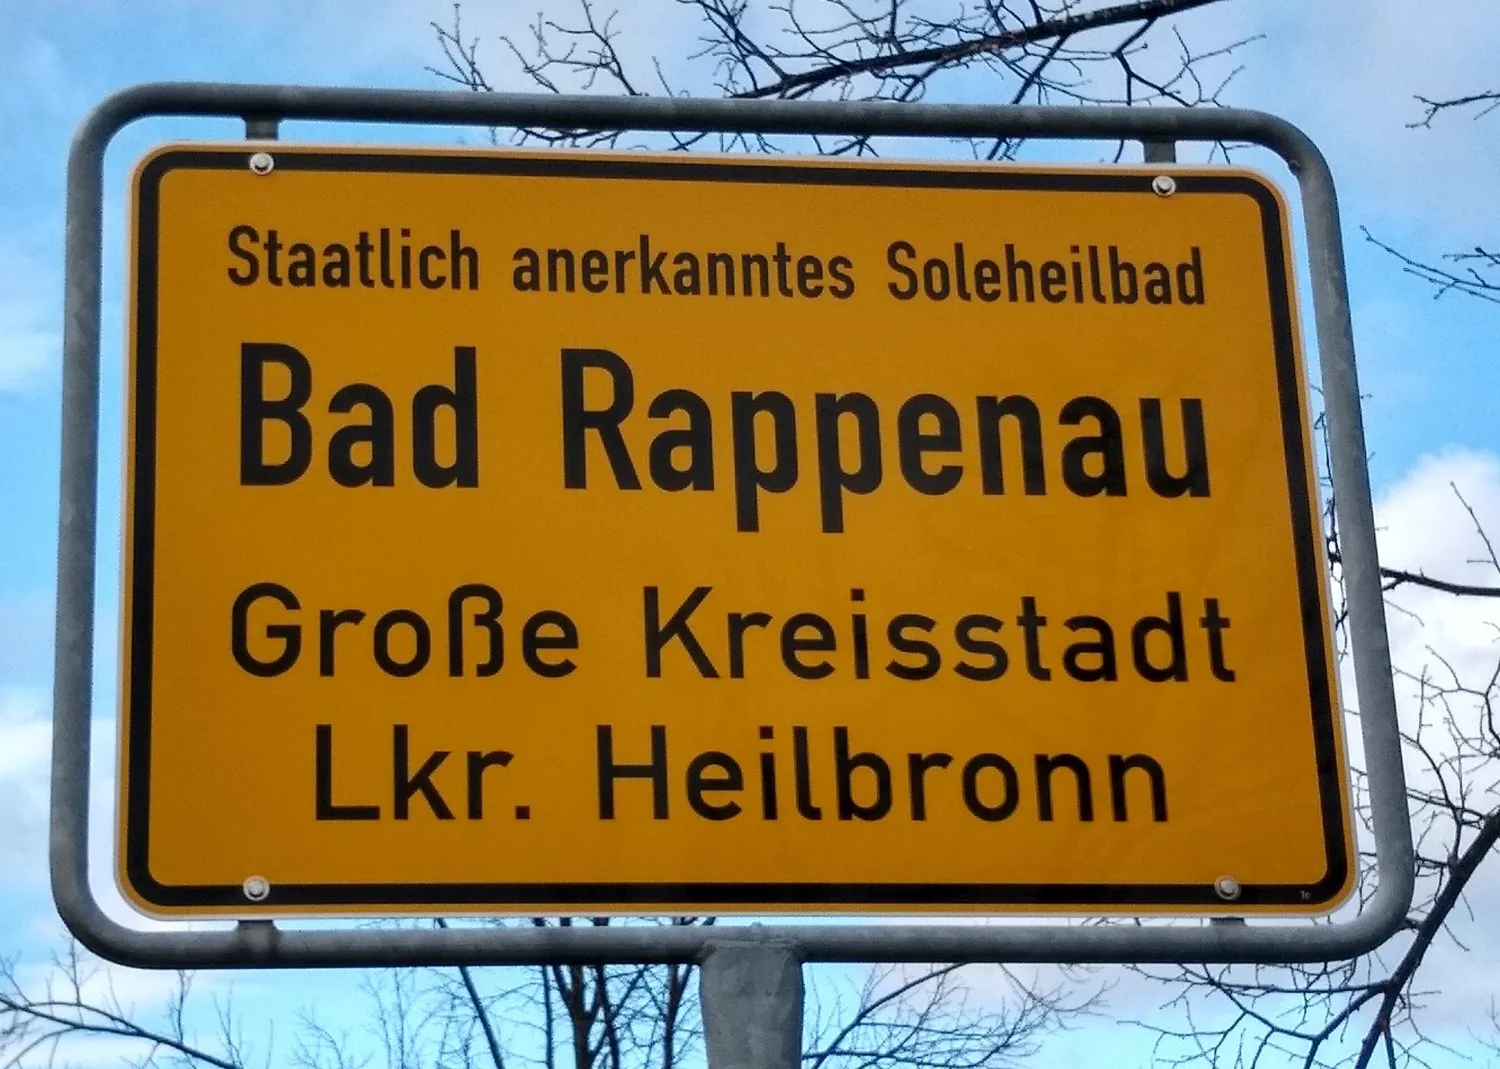 Staatlich anerkanntes Soleheilbad
Bad Rappenau
Große Kreisstadt
Lkr. Heilbronn